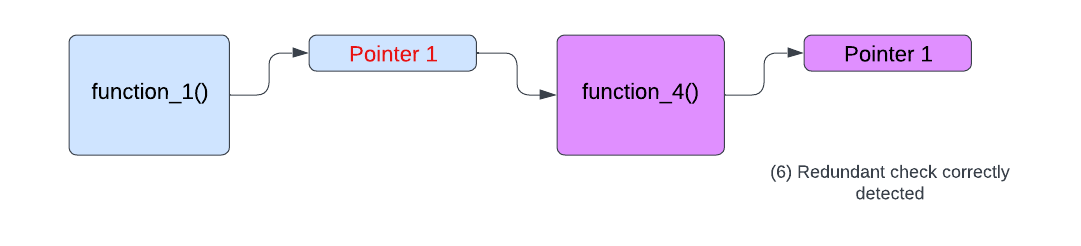 function_1()
Pointer 1
function_4()
Pointer 1
(6) Redundant check correctly
detected